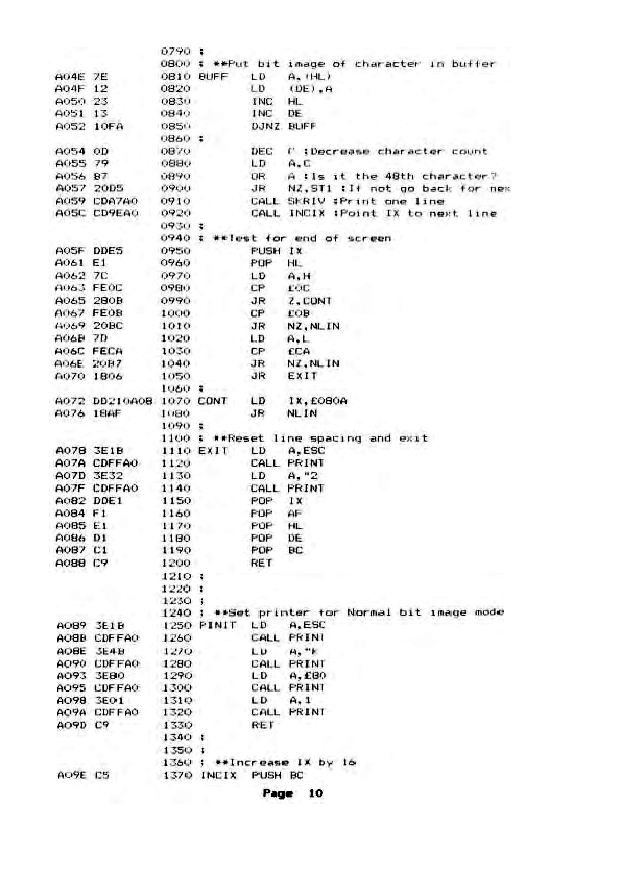 0790 ;
0800 ; **Put bit image of character in buffer
A04E 7E 0810 BUFF LD A,(HL)
A04F 12 0820 LD (DE),A
A050 23 0830 INC HL
A051 13 0840 INC DE
A052 10FA 0850 DJNZ BUFF
0860 ;
A054 0D 0870 DEC C ;Decrease character count
A055 79 0880 LD A,C
A056 B7 0890 OR A ;Is it the 48th character?
A057 20D5 0900 JR NZ,ST1 ;If not go back for nex
A059 CDA7A0 0910 CALL SKRIV ;Print one line
A05C CD9EA0 0920 CALL INCIX ;Point IX to next line
0930 ;
0940 ; **Test for end of screen
A05F DDE5 0950 PUSH IX
A061 E1 0960 POP HL
A062 7C 0970 LD A,H
A063 FE0C 0980 CP £0C
A065 280B 0990 JR Z,CONT
A067 FE0B 1000 CP £0B
A069 20BC 1010 JR NZ,NLIN
A06B 7D 1020 LD A,L
A06C FECA 1030 CP £CA
A06E 20B7 1040 JR NZ,NLIN
A070 1806 1050 JR EXIT
1060 ;
A072 DD210A08 1070 CONT LD IX,£080A
A076 18AF 1080 JR NLIN
1090 ;
1100 ; **Reset line spacing and exit
A078 3E1B 1110 EXIT LD A,ESC
A07A CDFFA0 1120 CALL PRINT
A07D 3E32 1130 LD A,"2
A07F CDFFA0 1140 CALL PRINT
A082 DDE1 1150 POP IX
A084 F1 1160 POP AF
A085 E1 1170 POP HL
A086 D1 1180 POP DE
A087 C1 1190 POP BC
A088 C9 1200 RET
1210 ;
1220 ;
1230 ;
1240 ; **Set printer for Normal bit image mode
A089 3E1B 1250 PINIT LD A,ESC
A08B CDFFA0 1260 CALL PRINT
A08E 3E4B 1270 LD A,"K
A090 CDFFA0 1280 CALL PRINT
A093 3E80 1290 LD A,£80
A095 CDFFA0 1300 CALL PRINT
A098 3E01 1310 LD A,1
A09A CDFFA0 1320 CALL PRINT
A09D C9 1330 RET
1340 ;
1350 ;
1360 ; **Increase IX by 16
A09E C5 1370 INCIX PUSH BC
Page 10